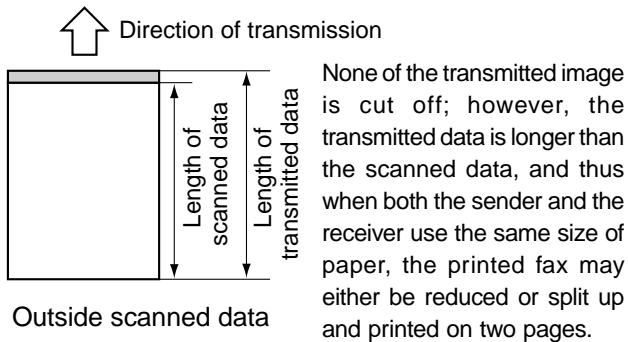 Direction of transmission
Length of
scanned data
Length of
transmitted data
Outside scanned data
None of the transmitted image
is cut off; however, the
transmitted data is longer than
the scanned data, and thus
when both the sender and the
receiver use the same size of
paper, the printed fax may
either be reduced or split up
and printed on two pages.